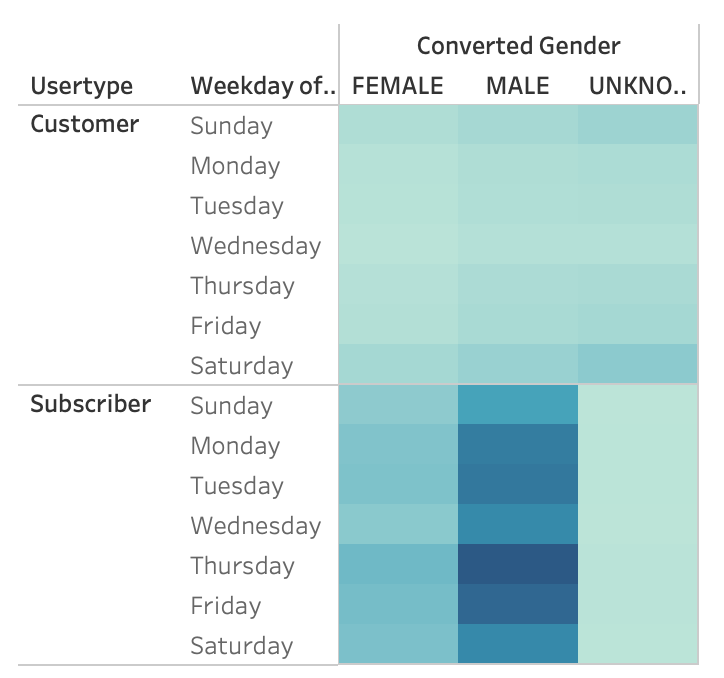 Converted Gender
Usertype Weekday of.. FEMALE MALE UNKNO..
Customer Sunday
Monday
Tuesday
Wednesday
Thursday
Friday
Saturday
Subscriber Sunday
Monday
Tuesday
Wednesday
Thursday
Friday
Saturday